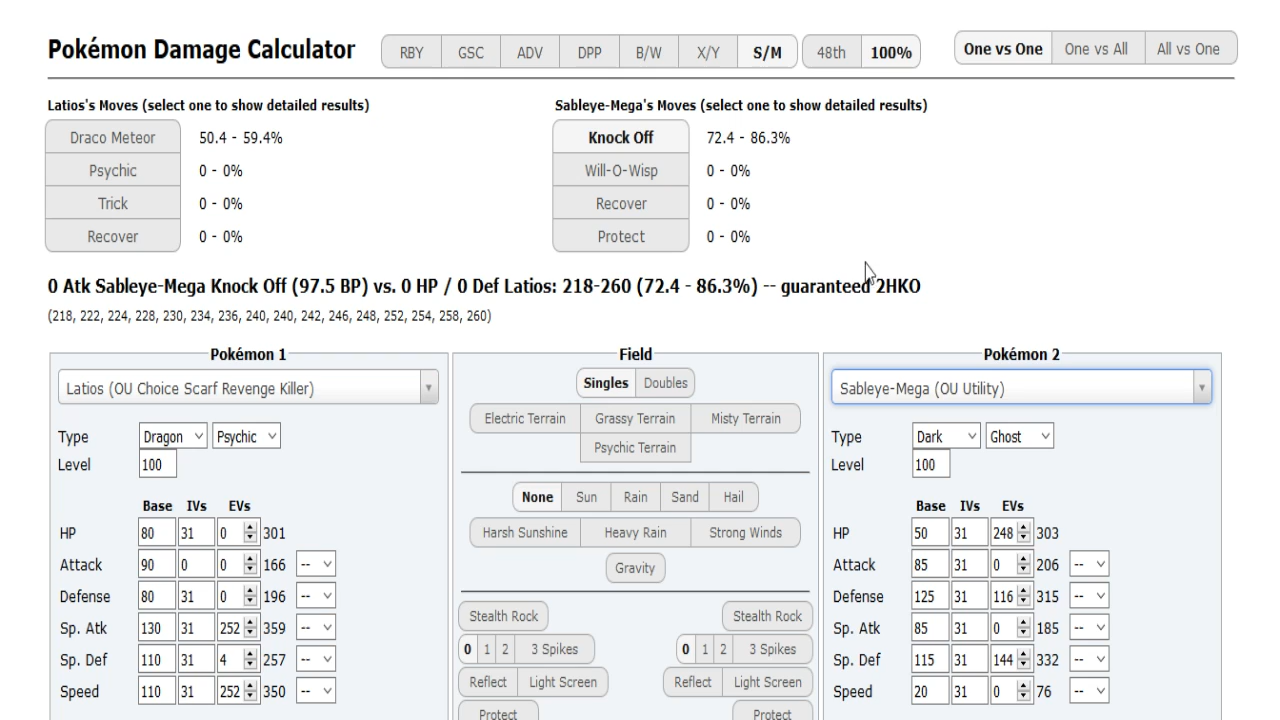 Pokémon Damage Calculator RBY GSC ADV DPP B/W X/Y S/M 48th 100% One vs One One vs All All vs One
Latios's Moves (select one to show detailed results) Sableye-Mega's Moves (select one to show detailed results)
Draco Meteor 50.4 - 59.4% Knock Off 72.4 - 86.3%
Psychic 0 - 0% Will-O-Wisp 0 - 0%
Trick 0 - 0% Recover 0 - 0%
Recover 0 - 0% Protect 0 - 0%
0 Atk Sableye-Mega Knock Off (97.5 BP) vs. 0 HP / 0 Def Latios: 218-260 (72.4 - 86.3%) -- guaranteed 2HKO
(218, 222, 224, 228, 230, 234, 236, 240, 240, 242, 246, 248, 252, 254, 258, 260)
Pokémon 1 Field Pokémon 2
Latios (OU Choice Scarf Revenge Killer) Singles Doubles Sableye-Mega (OU Utility)
Electric Terrain Grassy Terrain Misty Terrain
Type Dragon Psychic Psychic Terrain Type Dark Ghost
Level 100 Level 100
Base IVs EVs None Sun Rain Sand Hail Base IVs EVs
HP 80 31 0 301 Harsh Sunshine Heavy Rain Strong Winds HP 50 31 248 303
Attack 90 0 0 166 -- Gravity Attack 85 31 0 206 --
Defense 80 31 0 196 -- Defense 125 31 116 315 --
Stealth Rock Stealth Rock
Sp. Atk 130 31 252 359 -- Sp. Atk 85 31 0 185 --
0 1 2 3 Spikes 0 1 2 3 Spikes
Sp. Def 110 31 4 257 -- Sp. Def 115 31 144 332 --
Speed 110 31 252 350 -- Reflect Light Screen Reflect Light Screen Speed 20 31 0 76 --
Protect Protect